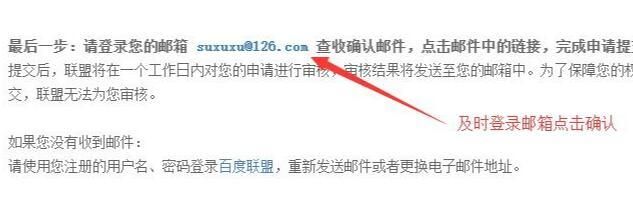 最后一步：请登录您的邮箱 suxuxu@126.com 查收确认邮件，点击邮件中的链接，完成申请提
提交后，联盟将在一个工作日内对您的申请进行审核，审核结果将发送至您的邮箱中。为了保障您的权
交，联盟无法为您审核。
及时登录邮箱点击确认
如果您没有收到邮件：
请使用您注册的用户名、密码登录百度联盟，重新发送邮件或者更换电子邮件地址。